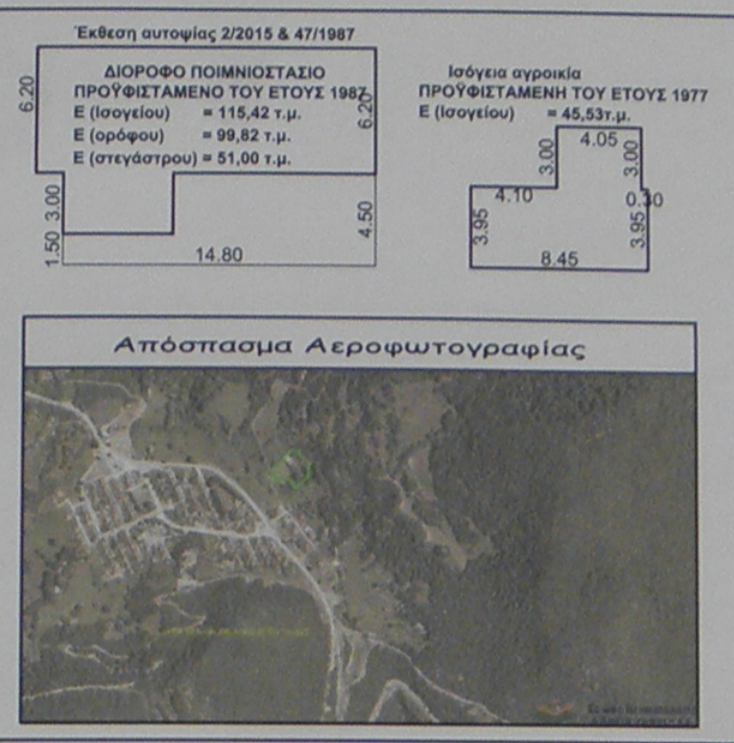 Έκθεση αυτοψίας 2/2015 & 47/1987
ΔΙΟΡΟΦΟ ΠΟΙΜΝΙΟΣΤΑΣΙΟ
ΠΡΟΫΦΙΣΤΑΜΕΝΟ ΤΟΥ ΕΤΟΥΣ 1987
Ε (Ισογείου) = 115,42 τ.μ.
Ε (ορόφου) = 99,82 τ.μ.
Ε (στεγάστρου) = 51,00 τ.μ.
6.20
6.20
3.00
1.50
4.50
14.80
Ισόγεια αγροικία
ΠΡΟΫΦΙΣΤΑΜΕΝΗ ΤΟΥ ΕΤΟΥΣ 1977
Ε (Ισογείου) = 45,53τ.μ.
4.05
3.00
3.00
4.10
0.30
3.95
3.95
8.45
Απόσπασμα Αεροφωτογραφίας